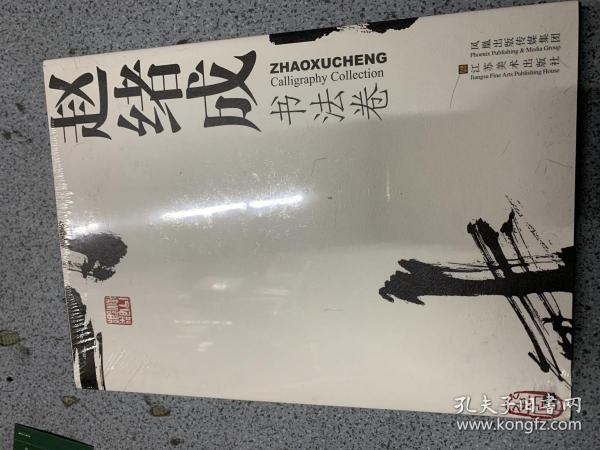 赵绪成
ZHAOXUCHENG
Calligraphy Collection
书法卷
凤凰出版传媒集团
Phoenix Publishing & Media Group
江苏美术出版社
Jiangsu Fine Arts Publishing House
孔夫子旧书网
www.kongfz.com